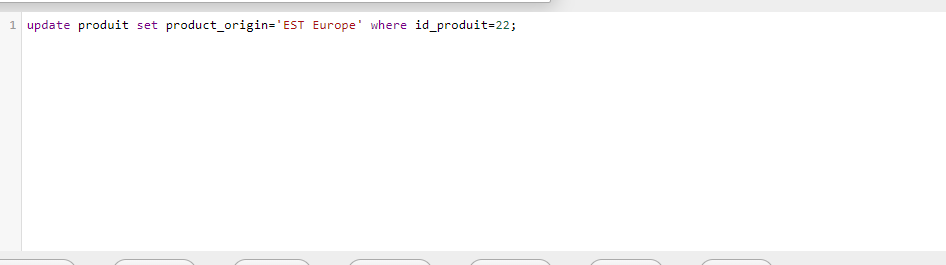 1 update produit set product_origin='EST Europe' where id_produit=22;